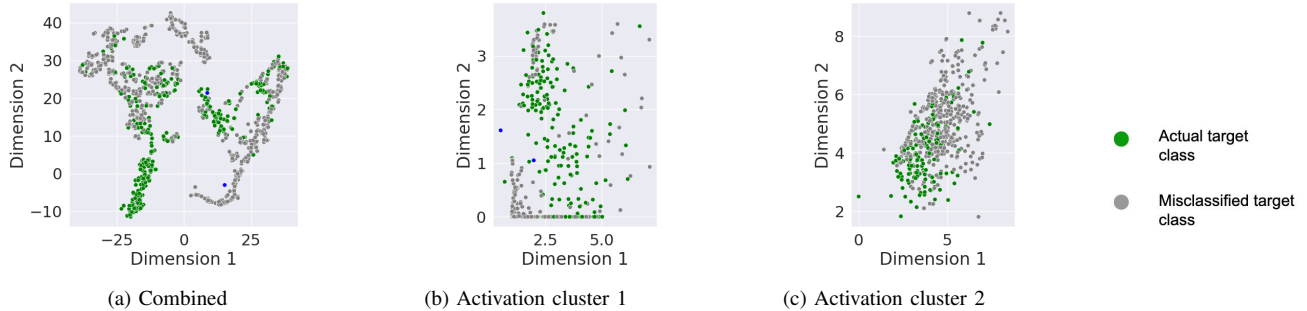 40
30
20
10
0
−10
−25
0
25
Dimension 2
Dimension 1
(a) Combined
3
2
1
0
2.5
5.0
Dimension 2
Dimension 1
(b) Activation cluster 1
8
6
4
2
0
5
Dimension 2
Dimension 1
(c) Activation cluster 2
Actual target
class
Misclassified target
class